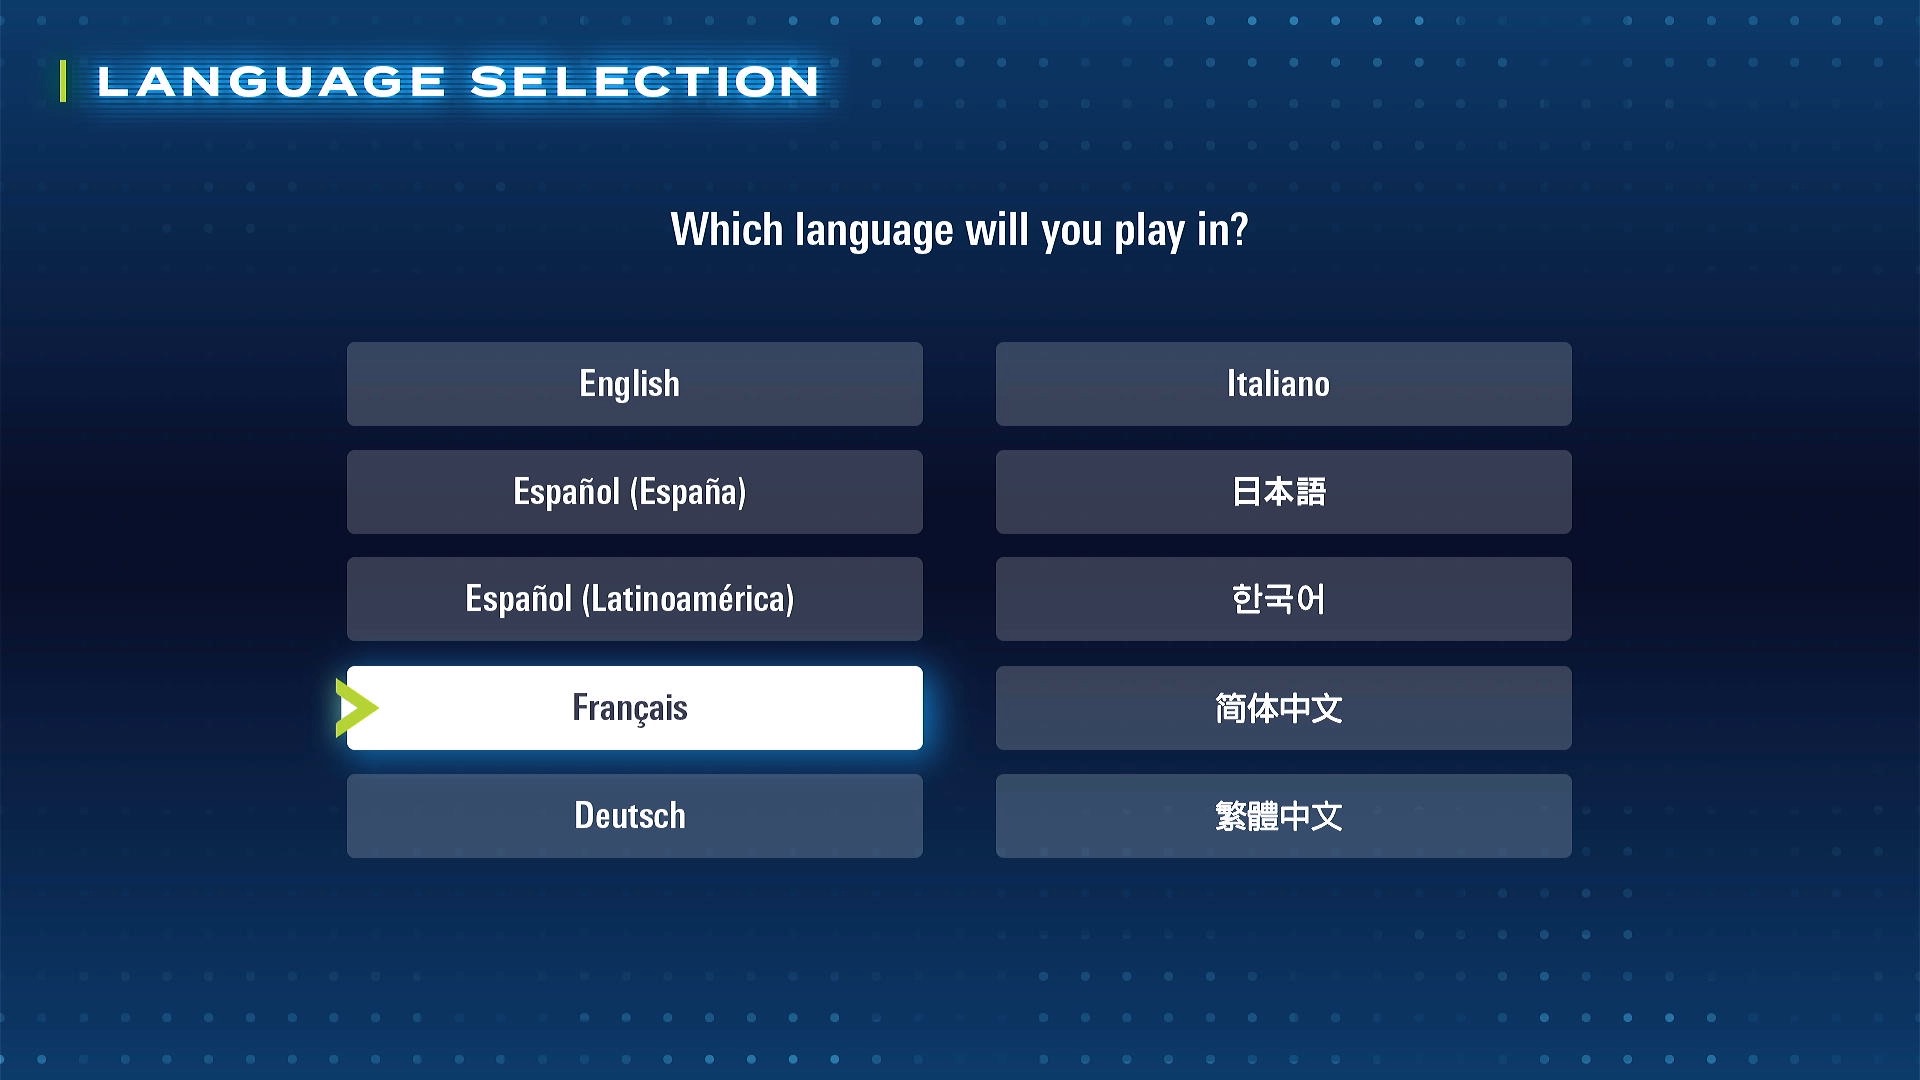 LANGUAGE SELECTION
Which language will you play in?
English
Español (España)
Español (Latinoamérica)
Français
Deutsch
Italiano
日本語
한국어
简体中文
繁體中文